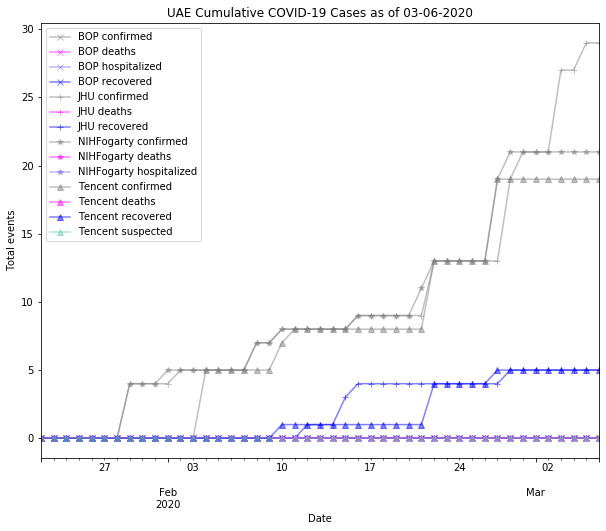 UAE Cumulative COVID-19 Cases as of 03-06-2020
BOP confirmed
BOP deaths
BOP hospitalized
BOP recovered
JHU confirmed
JHU deaths
JHU recovered
NIHFogarty confirmed
NIHFogarty deaths
NIHFogarty hospitalized
Tencent confirmed
Tencent deaths
Tencent recovered
Tencent suspected
Total events
30
25
20
15
10
5
0
27 03 10 17 24 02
Feb Mar
2020
Date